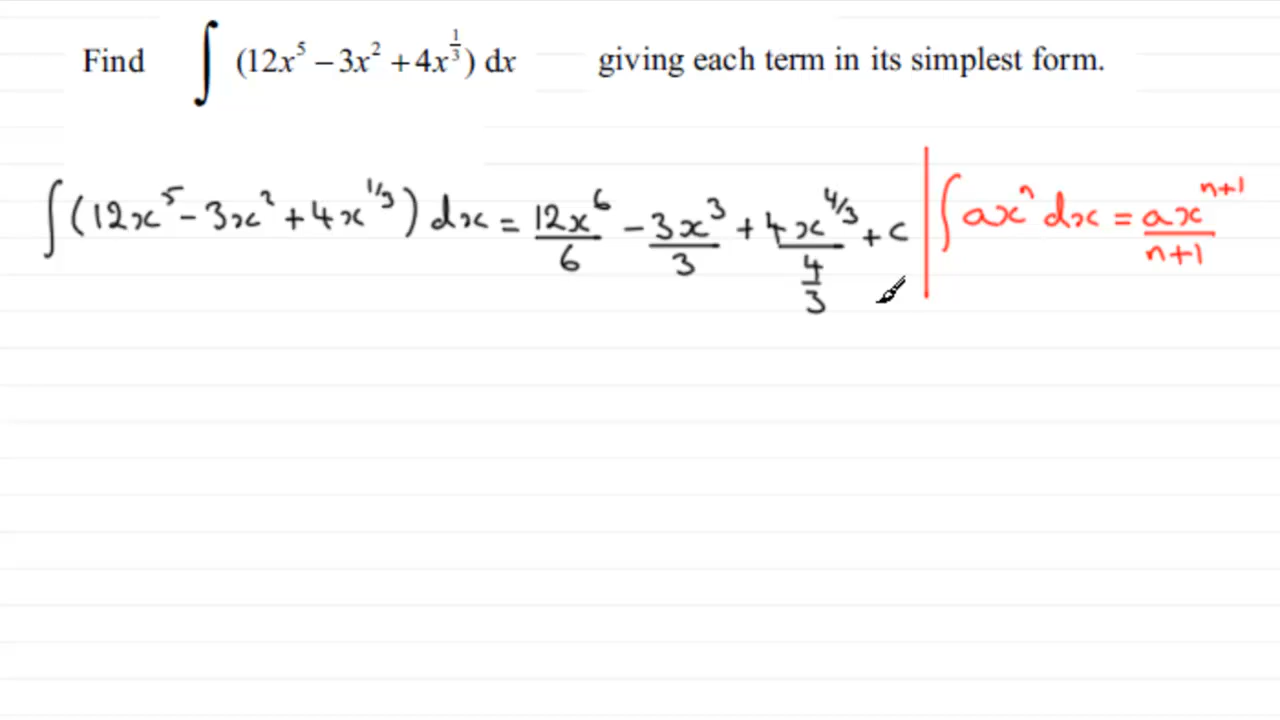 Find ∫ (12x⁵ − 3x² + 4x^(1/3)) dx giving each term in its simplest form.
∫(12x⁵ − 3x² + 4x^(1/3)) dx = 12x⁶/6 − 3x³/3 + 4x^(4/3)/(4/3) + c | ∫axⁿ dx = ax^(n+1)/(n+1)